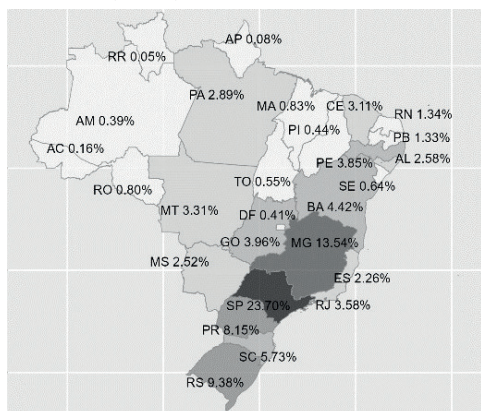 AP 0.08%
RR 0.05%
PA 2.89%
MA 0.83%
CE 3.11%
RN 1.34%
AM 0.39%
PI 0.44%
PB 1.33%
AC 0.16%
PE 3.85%
AL 2.58%
RO 0.80%
TO 0.55%
SE 0.64%
MT 3.31%
DF 0.41%
BA 4.42%
GO 3.96%
MG 13.54%
MS 2.52%
ES 2.26%
SP 23.70%
RJ 3.58%
PR 8.15%
SC 5.73%
RS 9.38%